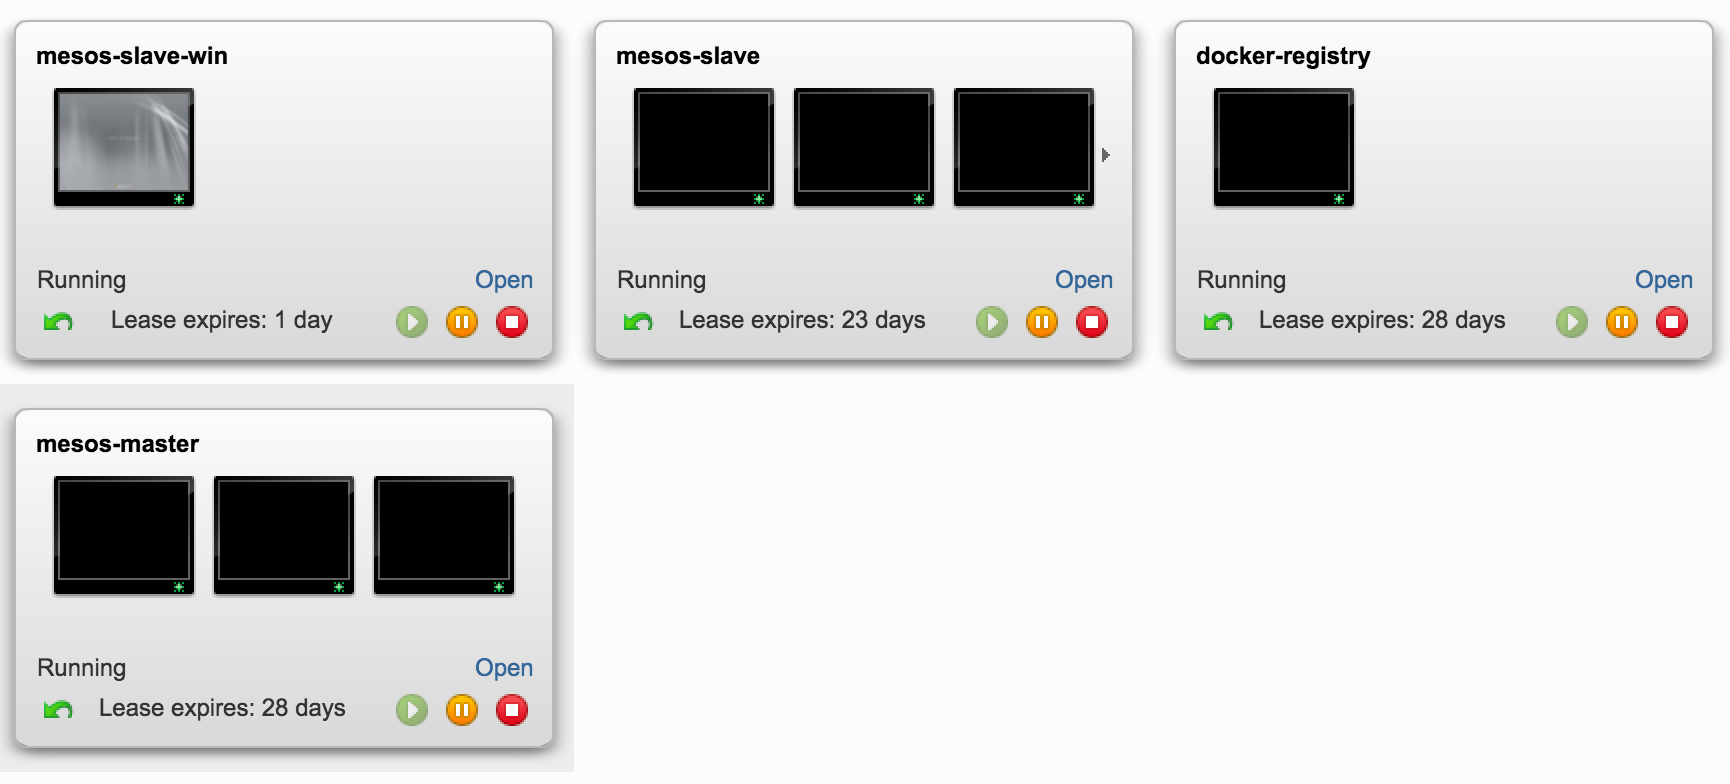 mesos-slave-win
Running
Open
Lease expires: 1 day
mesos-slave
Running
Open
Lease expires: 23 days
docker-registry
Running
Open
Lease expires: 28 days
mesos-master
Running
Open
Lease expires: 28 days